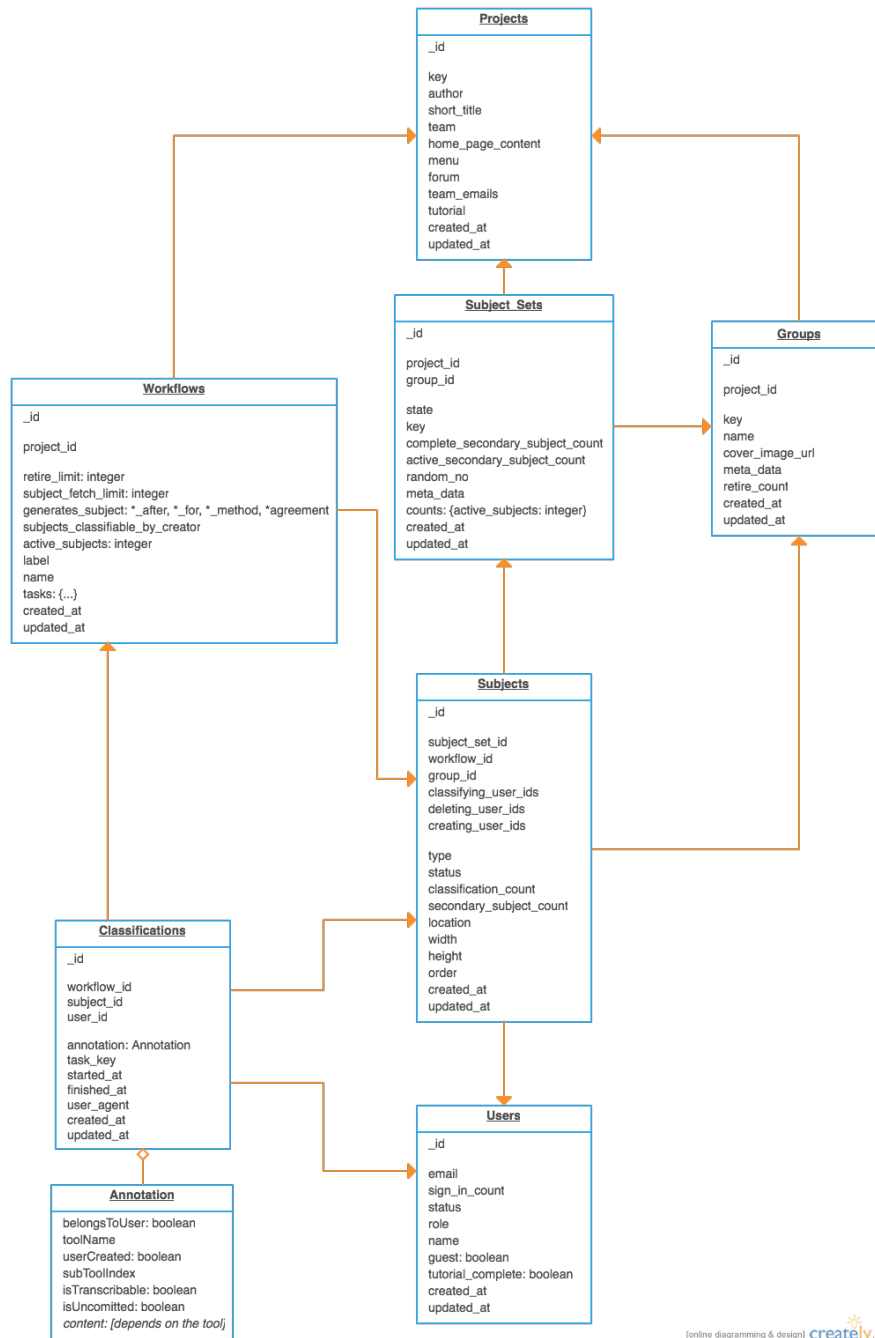 Projects
_id
key
author
short_title
team
home_page_content
menu
forum
team_emails
tutorial
created_at
updated_at
Subject_Sets
_id
project_id
group_id
state
key
complete_secondary_subject_count
active_secondary_subject_count
random_no
meta_data
counts: {active_subjects: integer}
created_at
updated_at
Groups
_id
project_id
key
name
cover_image_url
meta_data
retire_count
created_at
updated_at
Workflows
_id
project_id
retire_limit: integer
subject_fetch_limit: integer
generates_subject: *_after, *_for, *_method, *agreement
subjects_classifiable_by_creator
active_subjects: integer
label
name
tasks: {...}
created_at
updated_at
Subjects
_id
subject_set_id
workflow_id
group_id
classifying_user_ids
deleting_user_ids
creating_user_ids
type
status
classification_count
secondary_subject_count
location
width
height
order
created_at
updated_at
Classifications
_id
workflow_id
subject_id
user_id
annotation: Annotation
task_key
started_at
finished_at
user_agent
created_at
updated_at
Users
_id
email
sign_in_count
status
role
name
guest: boolean
tutorial_complete: boolean
created_at
updated_at
Annotation
belongsToUser: boolean
toolName
userCreated: boolean
subToolIndex
isTranscribable: boolean
isUncomitted: boolean
content: [depends on the tool]
[online diagramming & design] creately